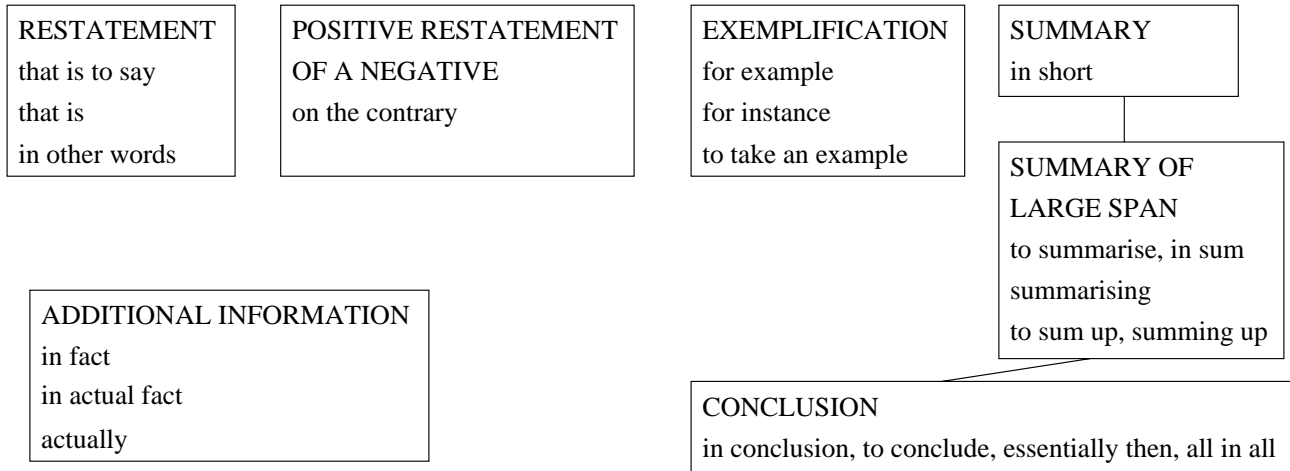 RESTATEMENT
that is to say
that is
in other words
POSITIVE RESTATEMENT
OF A NEGATIVE
on the contrary
EXEMPLIFICATION
for example
for instance
to take an example
SUMMARY
in short
SUMMARY OF
LARGE SPAN
to summarise, in sum
summarising
to sum up, summing up
ADDITIONAL INFORMATION
in fact
in actual fact
actually
CONCLUSION
in conclusion, to conclude, essentially then, all in all